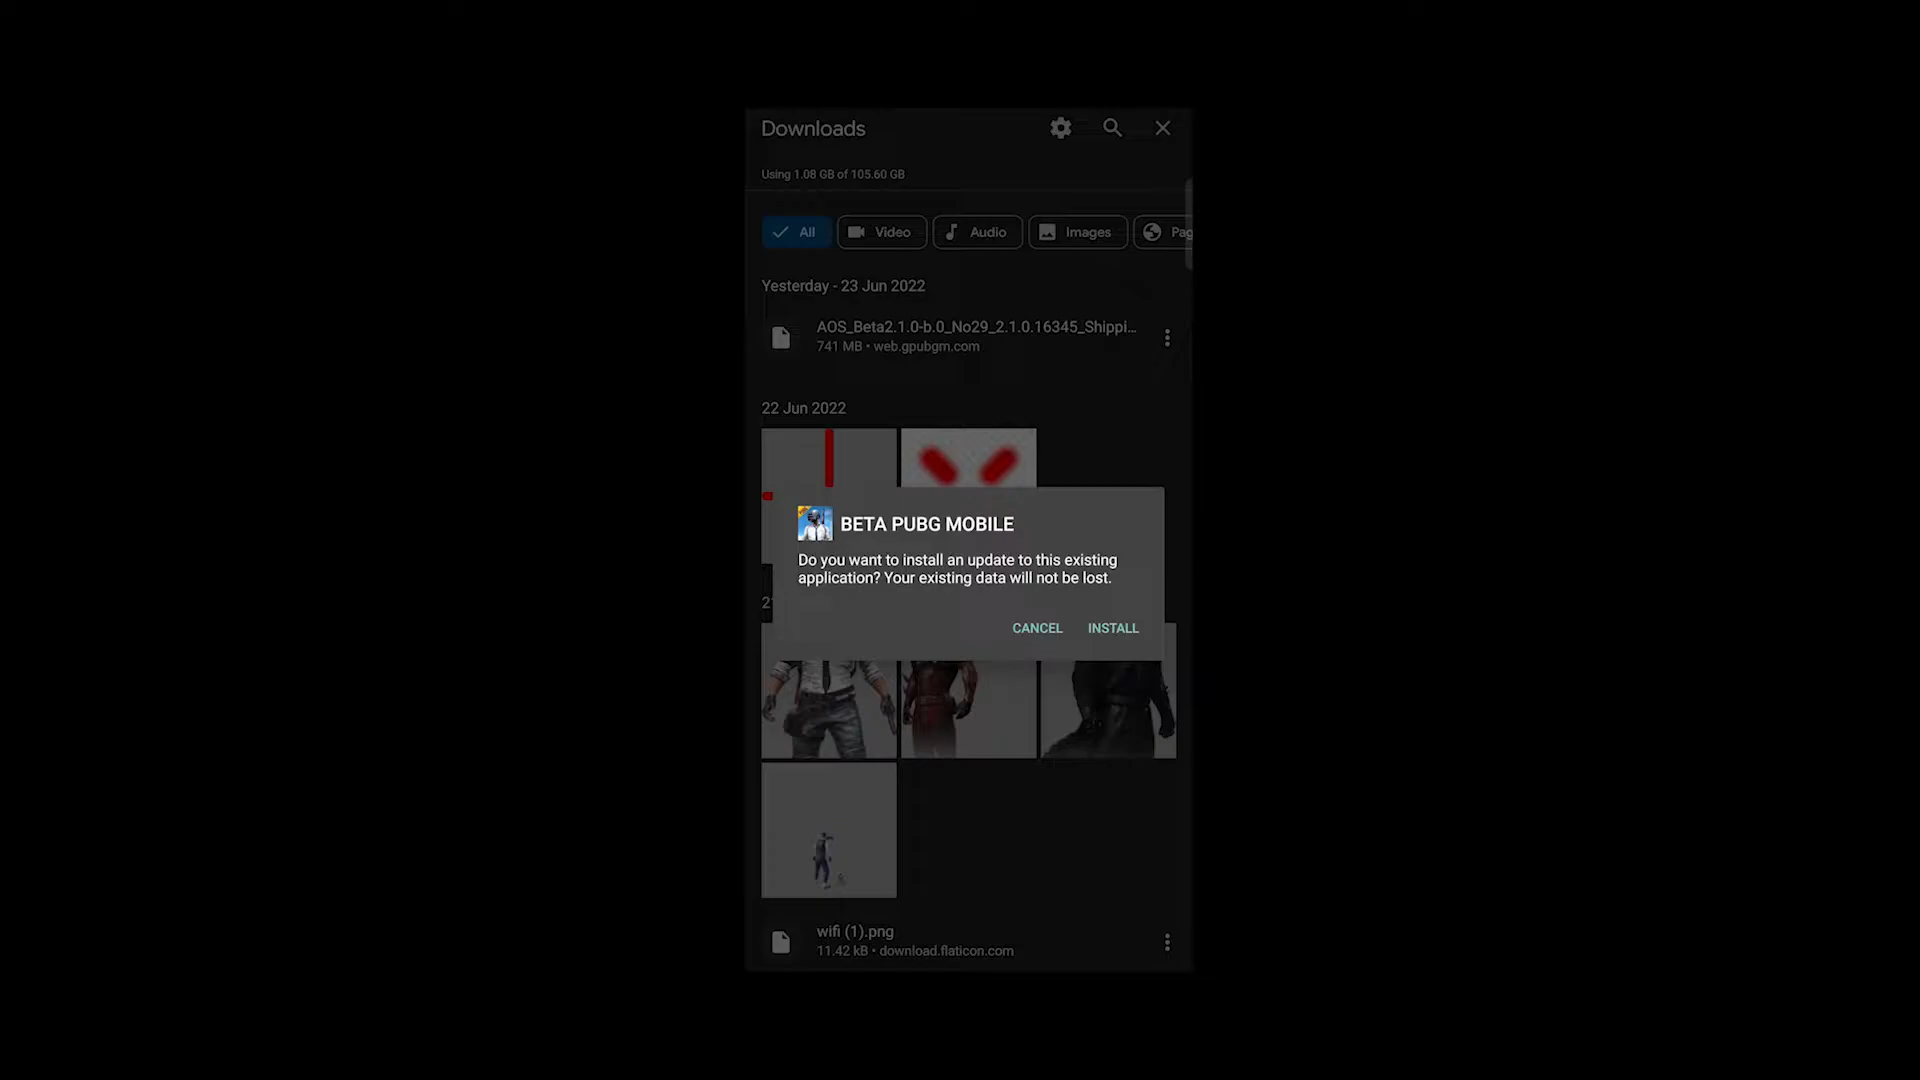 Downloads
Using 1.08 GB of 105.60 GB
All
Video
Audio
Images
Pag
Yesterday - 23 Jun 2022
AOS_Beta2.1.0-b.0_No29_2.1.0.16345_Shippi...
741 MB • web.gpubgm.com
22 Jun 2022
BETA PUBG MOBILE
Do you want to install an update to this existing
application? Your existing data will not be lost.
2
CANCEL
INSTALL
wifi (1).png
11.42 kB • download.flaticon.com